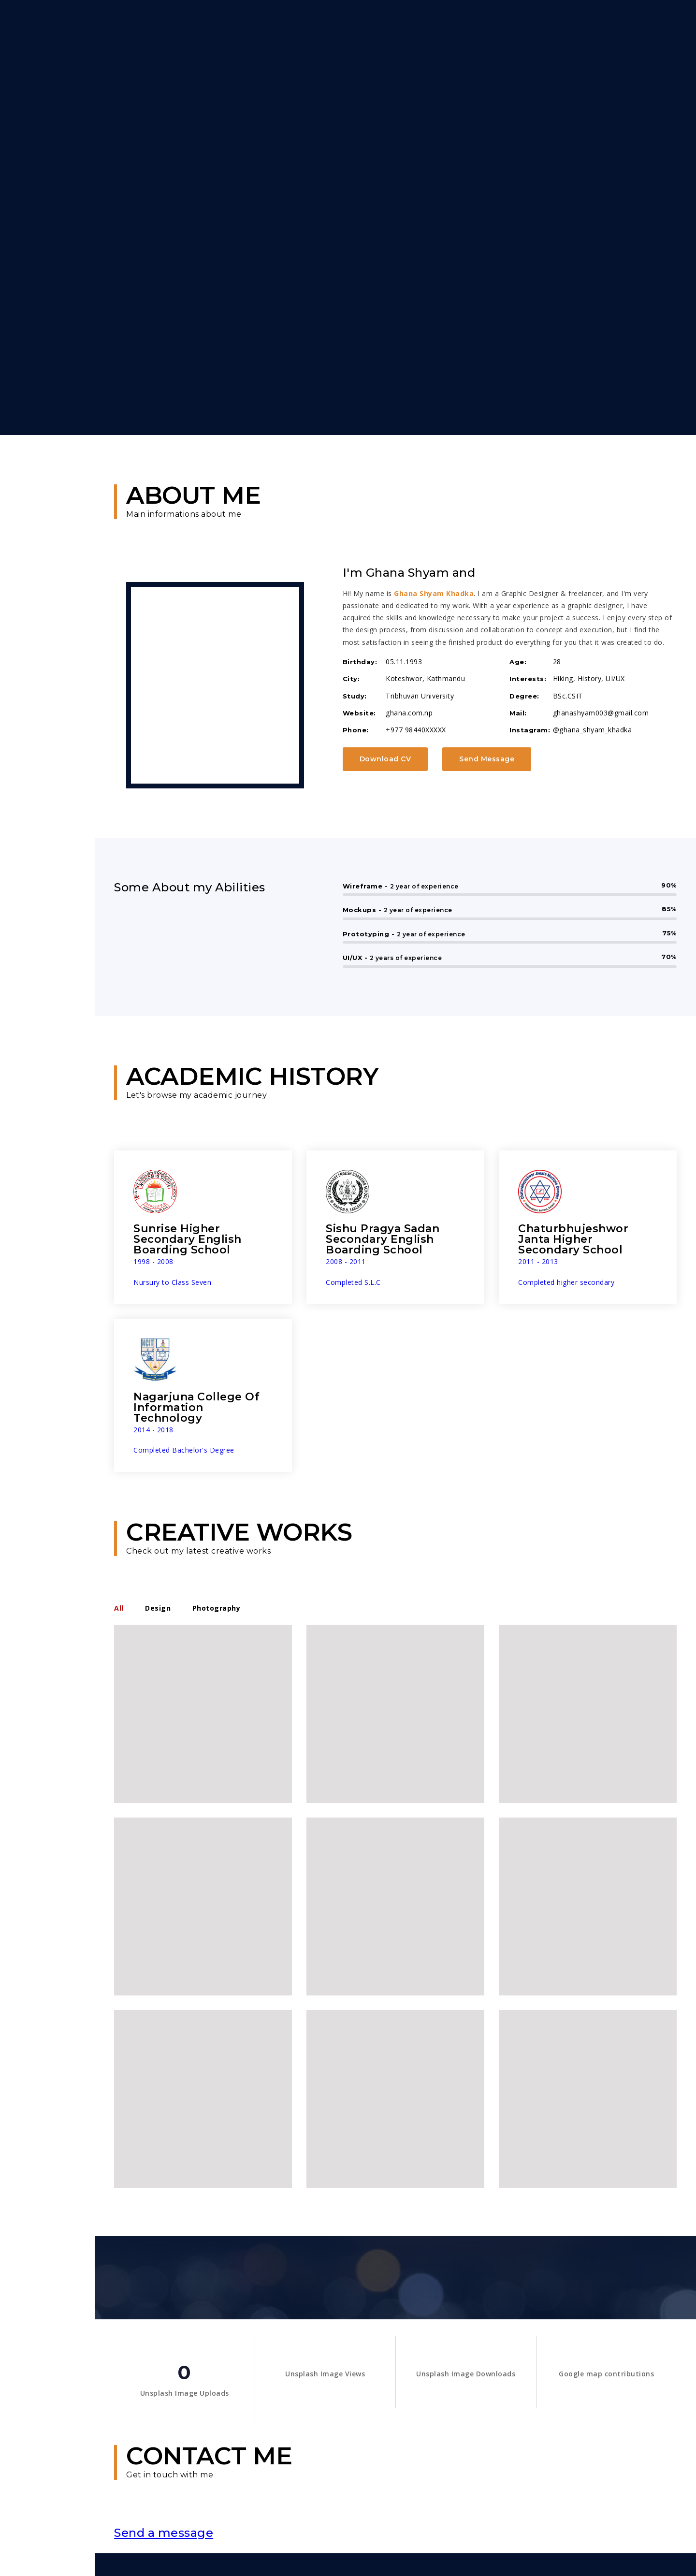 ABOUT ME
Main informations about me
I'm Ghana Shyam and
Hi! My name is Ghana Shyam Khadka. I am a Graphic Designer & freelancer, and I'm very
passionate and dedicated to my work. With a year experience as a graphic designer, I have
acquired the skills and knowledge necessary to make your project a success. I enjoy every step of
the design process, from discussion and collaboration to concept and execution, but I find the
most satisfaction in seeing the finished product do everything for you that it was created to do.
Birthday: 05.11.1993 Age: 28
City: Koteshwor, Kathmandu Interests: Hiking, History, UI/UX
Study: Tribhuvan University Degree: BSc.CSIT
Website: ghana.com.np Mail: ghanashyam003@gmail.com
Phone: +977 98440XXXXX Instagram: @ghana_shyam_khadka
Download CV Send Message
Some About my Abilities
Wireframe - 2 year of experience 90%
Mockups - 2 year of experience 85%
Prototyping - 2 year of experience 75%
UI/UX - 2 years of experience 70%
ACADEMIC HISTORY
Let's browse my academic journey
Sunrise Higher
Secondary English
Boarding School
1998 - 2008
Nursury to Class Seven
Sishu Pragya Sadan
Secondary English
Boarding School
2008 - 2011
Completed S.L.C
Chaturbhujeshwor
Janta Higher
Secondary School
2011 - 2013
Completed higher secondary
Nagarjuna College Of
Information
Technology
2014 - 2018
Completed Bachelor's Degree
CREATIVE WORKS
Check out my latest creative works
All Design Photography
0
Unsplash Image Uploads
Unsplash Image Views
Unsplash Image Downloads
Google map contributions
CONTACT ME
Get in touch with me
Send a message